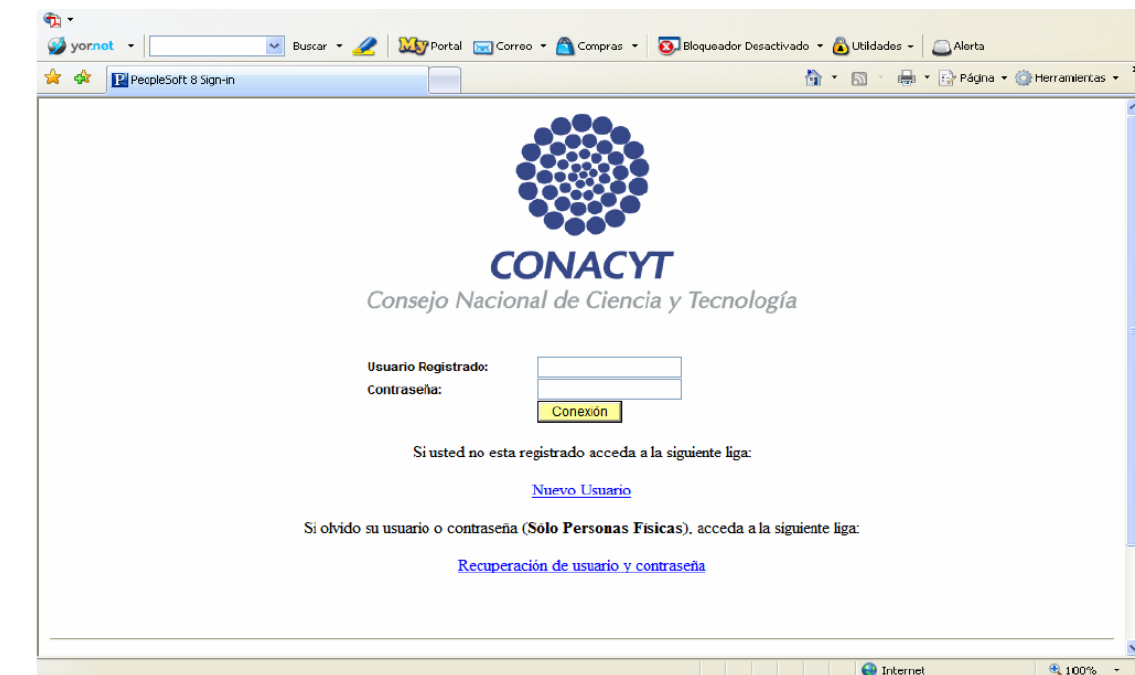 yor.net Buscar My Portal Correo Compras Bloqueador Desactivado Utilidades Alerta
PeopleSoft 8 Sign-in Página Herramientas
CONACYT
Consejo Nacional de Ciencia y Tecnología
Usuario Registrado:
Contraseña:
Conexión
Si usted no esta registrado acceda a la siguiente liga:
Nuevo Usuario
Si olvido su usuario o contraseña (Sólo Personas Físicas), acceda a la siguiente liga:
Recuperación de usuario y contraseña
Internet 100%